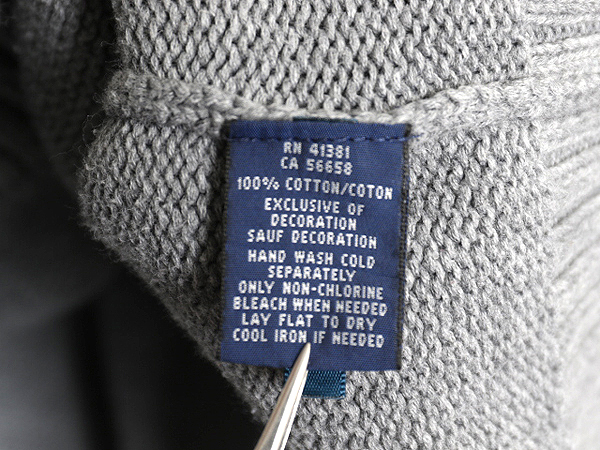 RN 41381
CA 56658
100% COTTON/COTON
EXCLUSIVE OF
DECORATION
SAUF DECORATION
HAND WASH COLD
SEPARATELY
ONLY NON-CHLORINE
BLEACH WHEN NEEDED
LAY FLAT TO DRY
COOL IRON IF NEEDED